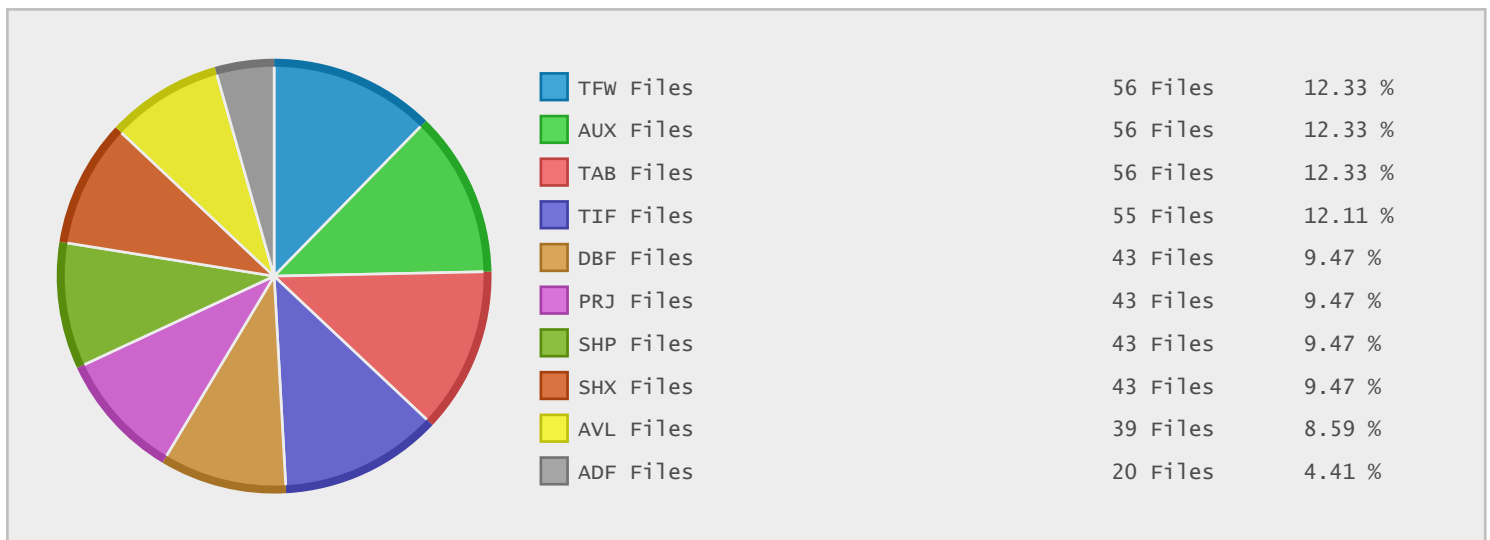 TFW Files 56 Files 12.33 %
AUX Files 56 Files 12.33 %
TAB Files 56 Files 12.33 %
TIF Files 55 Files 12.11 %
DBF Files 43 Files 9.47 %
PRJ Files 43 Files 9.47 %
SHP Files 43 Files 9.47 %
SHX Files 43 Files 9.47 %
AVL Files 39 Files 8.59 %
ADF Files 20 Files 4.41 %